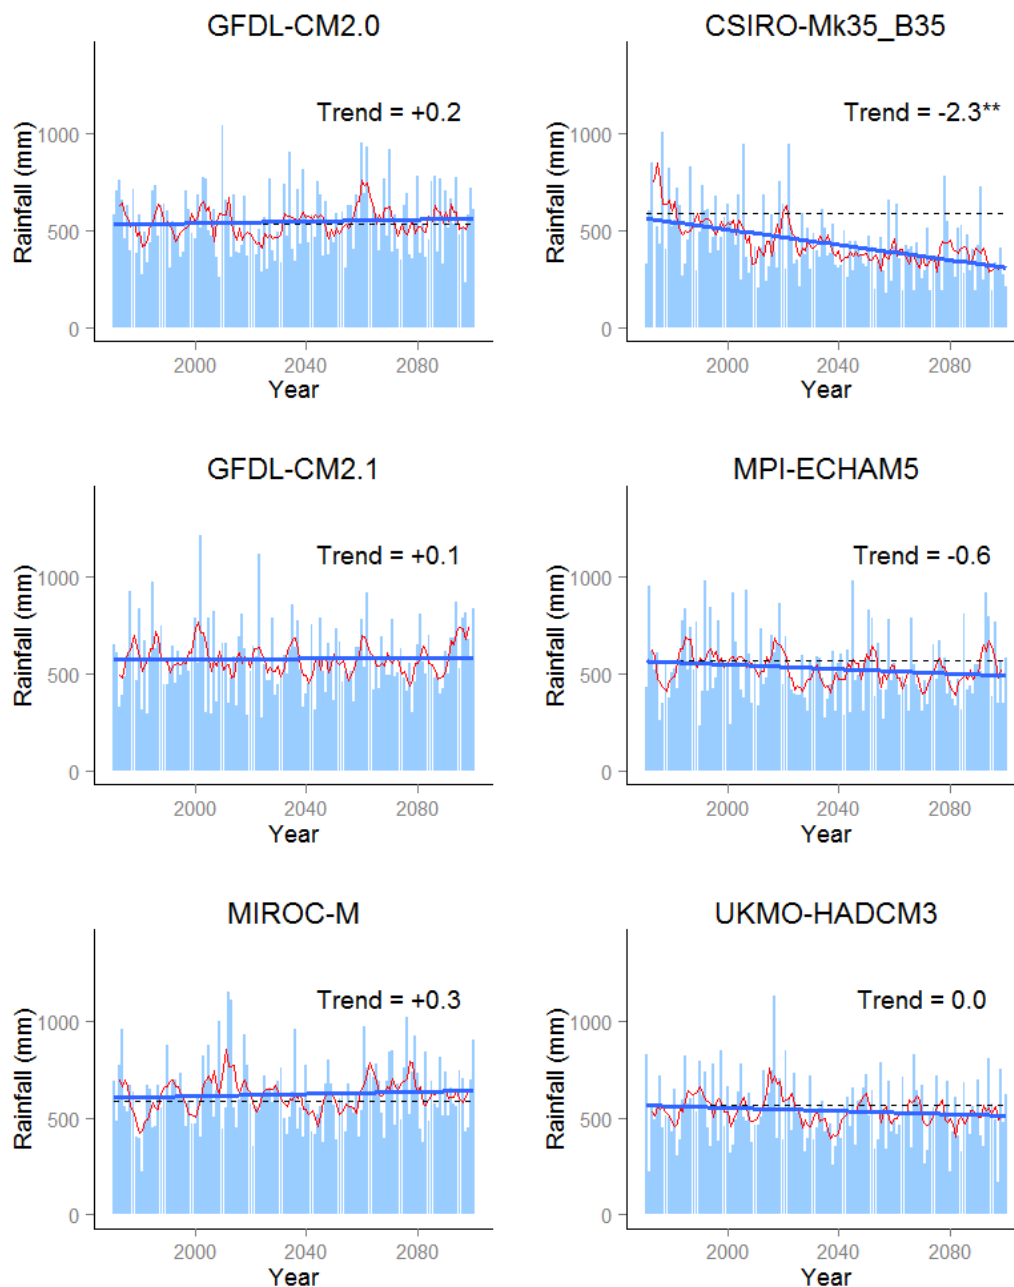 GFDL-CM2.0
Trend = +0.2
Rainfall (mm)
1000
500
0
2000 2040 2080
Year
CSIRO-Mk35_B35
Trend = -2.3**
Rainfall (mm)
1000
500
0
2000 2040 2080
Year
GFDL-CM2.1
Trend = +0.1
Rainfall (mm)
1000
500
0
2000 2040 2080
Year
MPI-ECHAM5
Trend = -0.6
Rainfall (mm)
1000
500
0
2000 2040 2080
Year
MIROC-M
Trend = +0.3
Rainfall (mm)
1000
500
0
2000 2040 2080
Year
UKMO-HADCM3
Trend = 0.0
Rainfall (mm)
1000
500
0
2000 2040 2080
Year